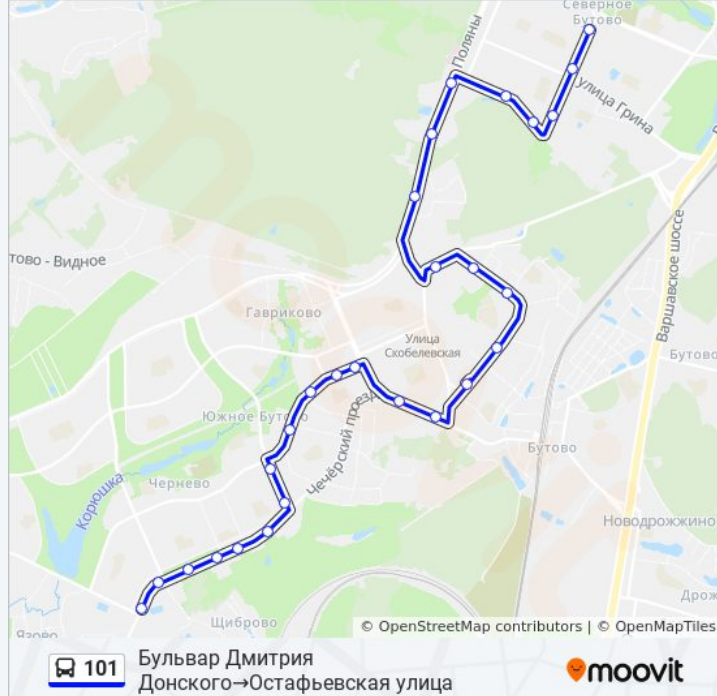 Северное
Бутово
Поляны
улица Грина
Варшавское шоссе
тово - Видное
Гавриково
Улица
Скобелевская
Бутово
Южное Буто
Чечёрский проезд
Бутово
Чернево
Корюшка
Новодрожжино
Дрож
Щиброво
Язово
© OpenStreetMap contributors | © OpenMapTiles
101
Бульвар Дмитрия
Донского→Остафьевская улица
moovit